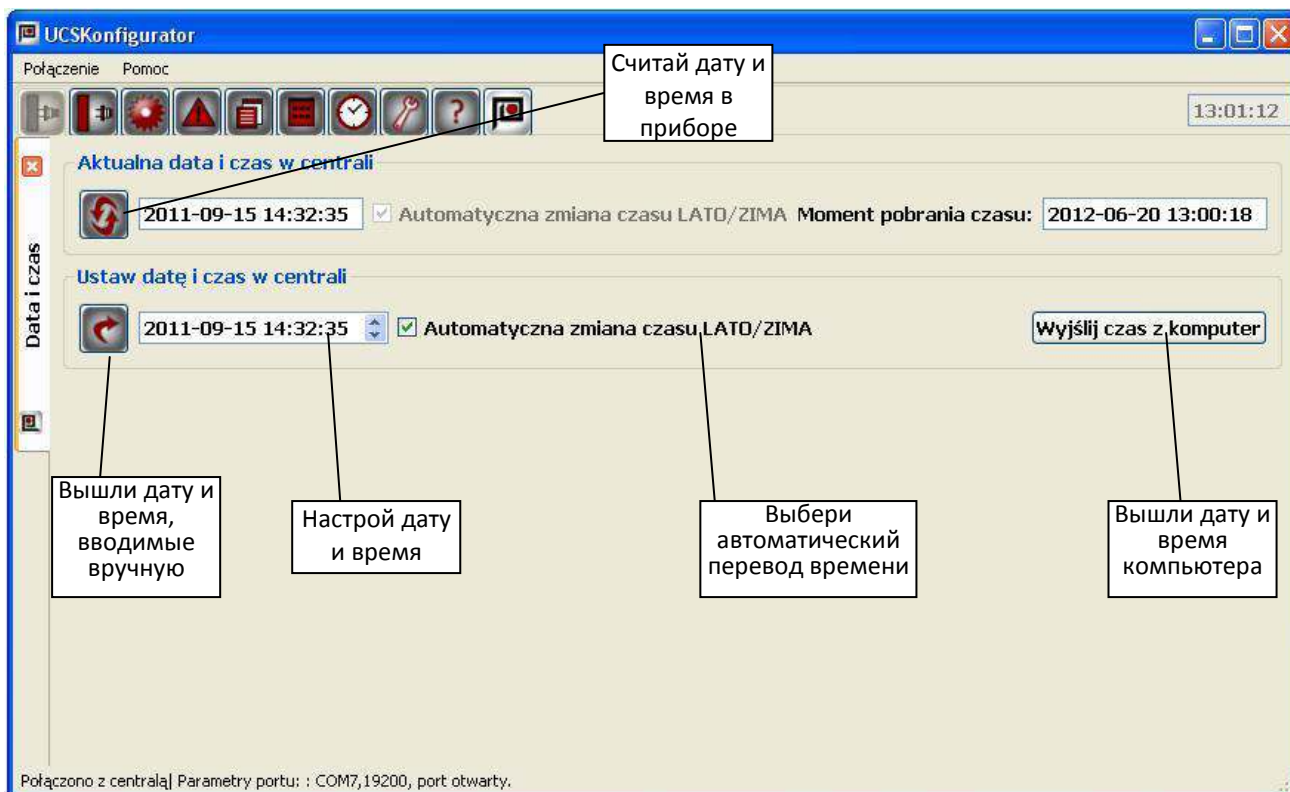 UCSKonfigurator
Połączenie Pomoc
Считай дату и
время в
приборе
13:01:12
Data i czas
Aktualna data i czas w centrali
2011-09-15 14:32:35 Automatyczna zmiana czasu LATO/ZIMA Moment pobrania czasu: 2012-06-20 13:00:18
Ustaw datę i czas w centrali
2011-09-15 14:32:35 Automatyczna zmiana czasu LATO/ZIMA Wyjślij czas z komputer
Вышли дату и
время,
вводимые
вручную
Настрой дату
и время
Выбери
автоматический
перевод времени
Вышли дату и
время
компьютера
Połączono z centralą| Parametry portu: : COM7,19200, port otwarty.